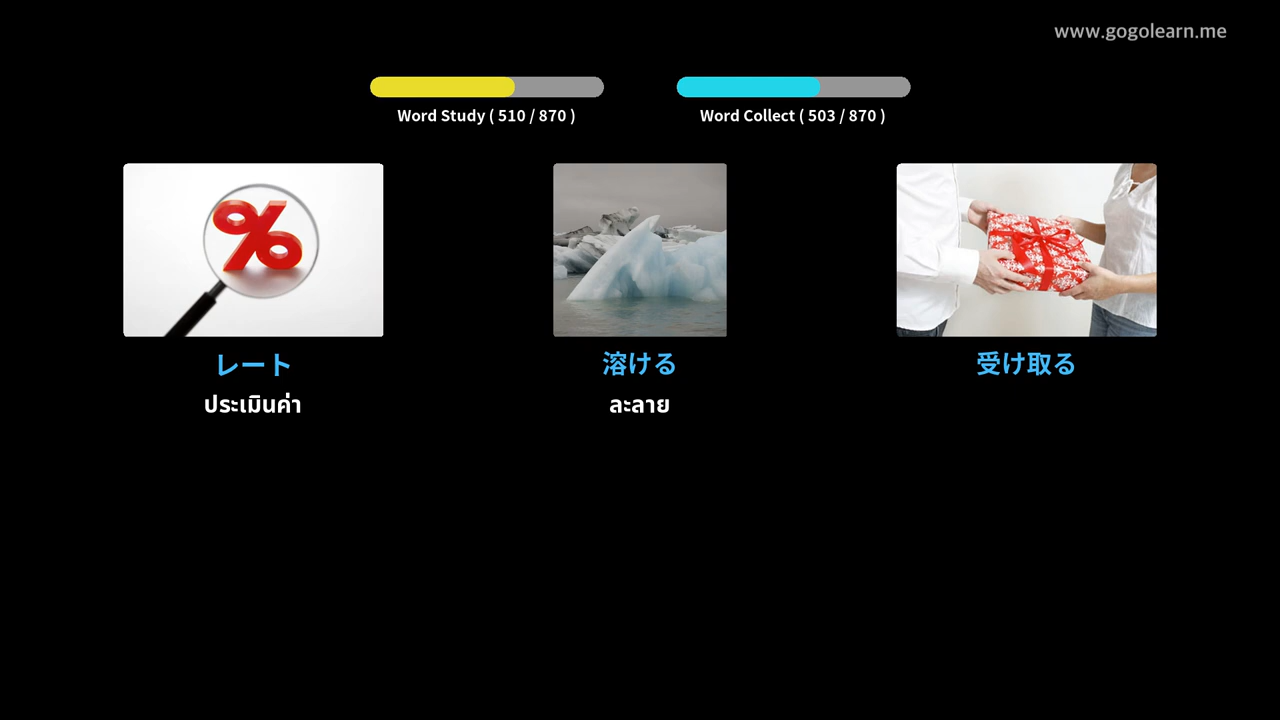 www.gogolearn.me
Word Study ( 510 / 870 )
Word Collect ( 503 / 870 )
%
レート
溶ける
受け取る
ประเมินค่า
ละลาย